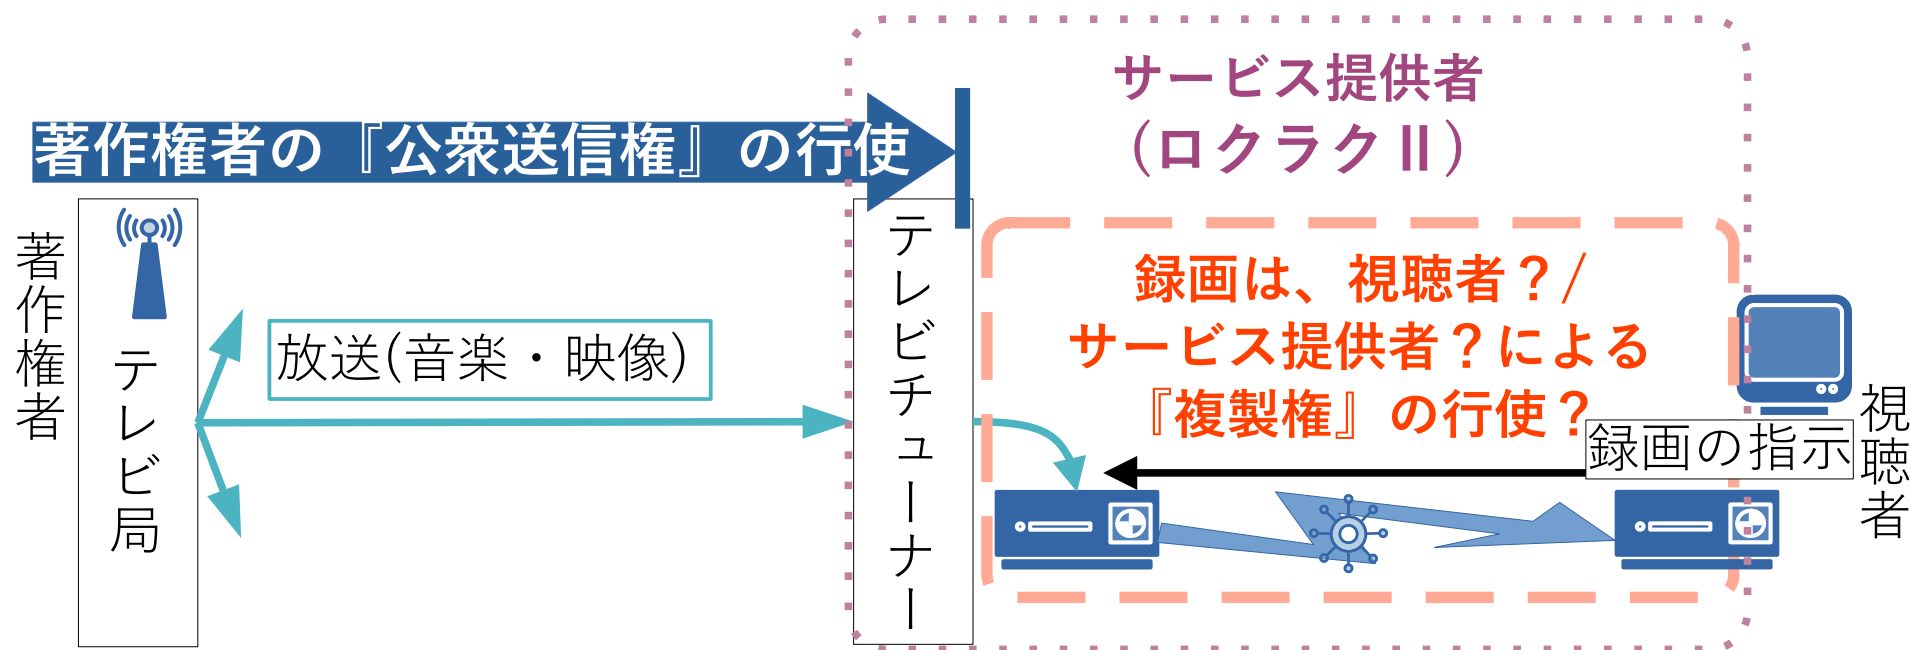 著作権者の『公衆送信権』の行使
サービス提供者
(ロクラクⅡ)
著作権者
テレビ局
放送(音楽・映像)
テレビチューナー
録画は、視聴者？/
サービス提供者？による
『複製権』の行使？
録画の指示
視聴者